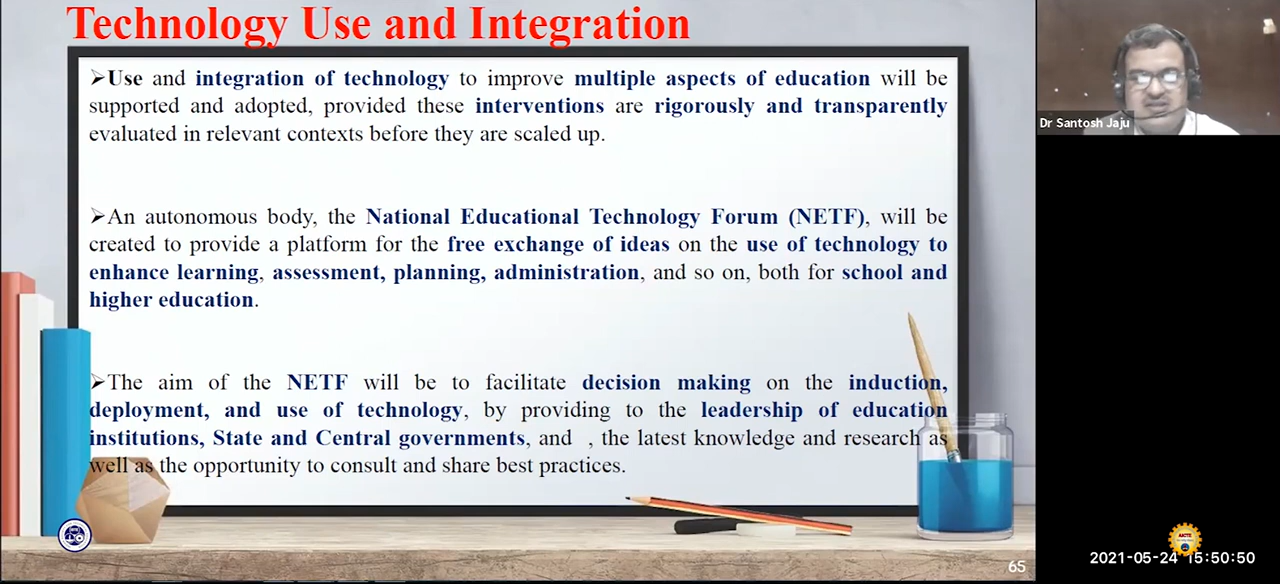 Technology Use and Integration
➢Use and integration of technology to improve multiple aspects of education will be
supported and adopted, provided these interventions are rigorously and transparently
evaluated in relevant contexts before they are scaled up.
➢An autonomous body, the National Educational Technology Forum (NETF), will be
created to provide a platform for the free exchange of ideas on the use of technology to
enhance learning, assessment, planning, administration, and so on, both for school and
higher education.
➢The aim of the NETF will be to facilitate decision making on the induction,
deployment, and use of technology, by providing to the leadership of education
institutions, State and Central governments, and , the latest knowledge and research as
well as the opportunity to consult and share best practices.
65
Dr Santosh Jaju
AICTE
2021-05-24 15:50:50